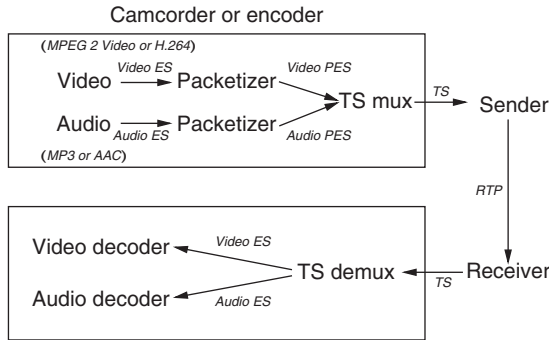 Camcorder or encoder
(MPEG 2 Video or H.264)
Video ES
Video PES
Video Packetizer
TS mux
TS
Sender
Audio Packetizer
Audio ES
Audio PES
(MP3 or AAC)
RTP
Video decoder
Video ES
TS demux
TS
Receiver
Audio decoder
Audio ES